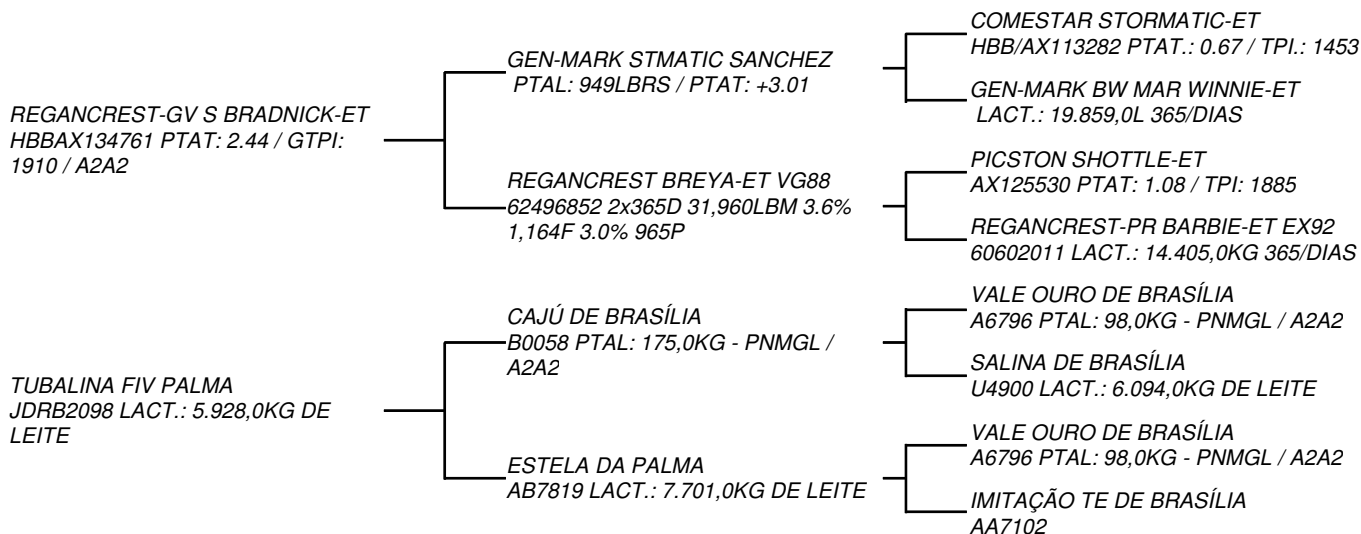 REGANCREST-GV S BRADNICK-ET
HBBAX134761 PTAT: 2.44 / GTPI:
1910 / A2A2
GEN-MARK STMATIC SANCHEZ
PTAL: 949LBRS / PTAT: +3.01
COMESTAR STORMATIC-ET
HBB/AX113282 PTAT.: 0.67 / TPI.: 1453
GEN-MARK BW MAR WINNIE-ET
LACT.: 19.859,0L 365/DIAS
REGANCREST BREYA-ET VG88
62496852 2x365D 31,960LBM 3.6%
1,164F 3.0% 965P
PICSTON SHOTTLE-ET
AX125530 PTAT: 1.08 / TPI: 1885
REGANCREST-PR BARBIE-ET EX92
60602011 LACT.: 14.405,0KG 365/DIAS
TUBALINA FIV PALMA
JDRB2098 LACT.: 5.928,0KG DE
LEITE
CAJÚ DE BRASÍLIA
B0058 PTAL: 175,0KG - PNMGL /
A2A2
VALE OURO DE BRASÍLIA
A6796 PTAL: 98,0KG - PNMGL / A2A2
SALINA DE BRASÍLIA
U4900 LACT.: 6.094,0KG DE LEITE
ESTELA DA PALMA
AB7819 LACT.: 7.701,0KG DE LEITE
VALE OURO DE BRASÍLIA
A6796 PTAL: 98,0KG - PNMGL / A2A2
IMITAÇÃO TE DE BRASÍLIA
AA7102